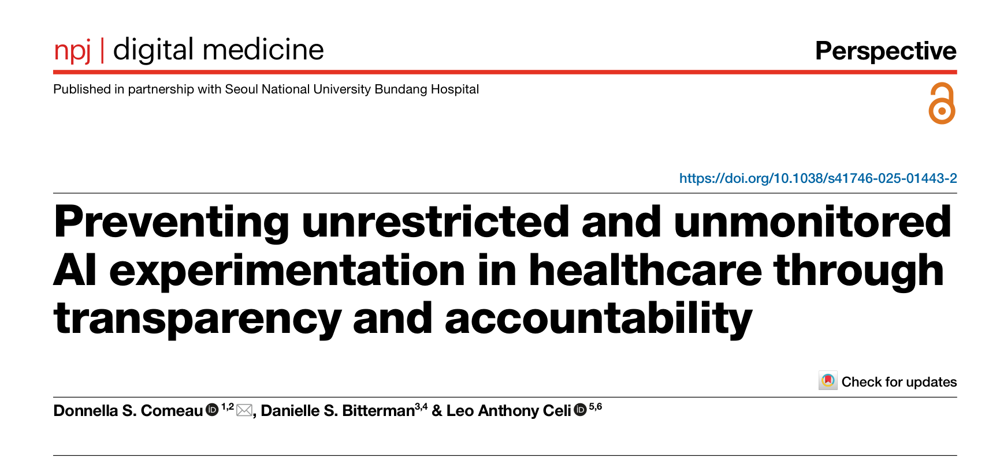 npj | digital medicine
Perspective
Published in partnership with Seoul National University Bundang Hospital
https://doi.org/10.1038/s41746-025-01443-2
Preventing unrestricted and unmonitored
AI experimentation in healthcare through
transparency and accountability
Check for updates
Donnella S. Comeau iD 1,2, Danielle S. Bitterman3,4 & Leo Anthony Celi iD 5,6